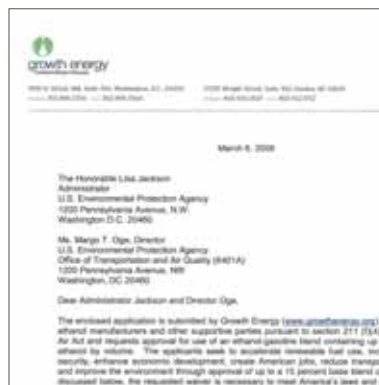 growth energy
March 6, 2009
The Honorable Lisa Jackson
Administrator
U.S. Environmental Protection Agency
1200 Pennsylvania Avenue, N.W.
Washington D.C. 20460
Ms. Margo T. Oge, Director
U.S. Environmental Protection Agency
Office of Transportation and Air Quality (6401A)
1200 Pennsylvania Avenue, NW
Washington, DC 20460
Dear Administrator Jackson and Director Oge,
The enclosed application is submitted by Growth Energy (www.growthenergy.org)
ethanol manufacturers and other supportive parties pursuant to section 211 (f)(4)
Air Act and requests approval for use of an ethanol-gasoline blend containing up
ethanol by volume. The applicants seek to accelerate renewable fuel use, inc
security, enhance economic development, create American jobs, reduce transpo
and improve the environment through approval of up to a 15 percent base blend o
discussed below, the requested waiver is necessary to meet America's laws and